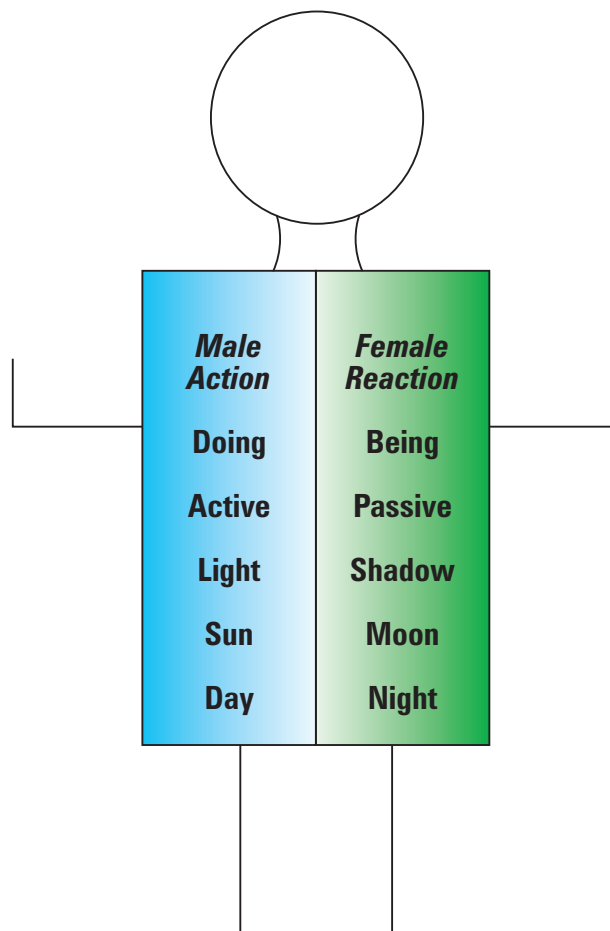 Male
Action
Doing
Active
Light
Sun
Day
Female
Reaction
Being
Passive
Shadow
Moon
Night